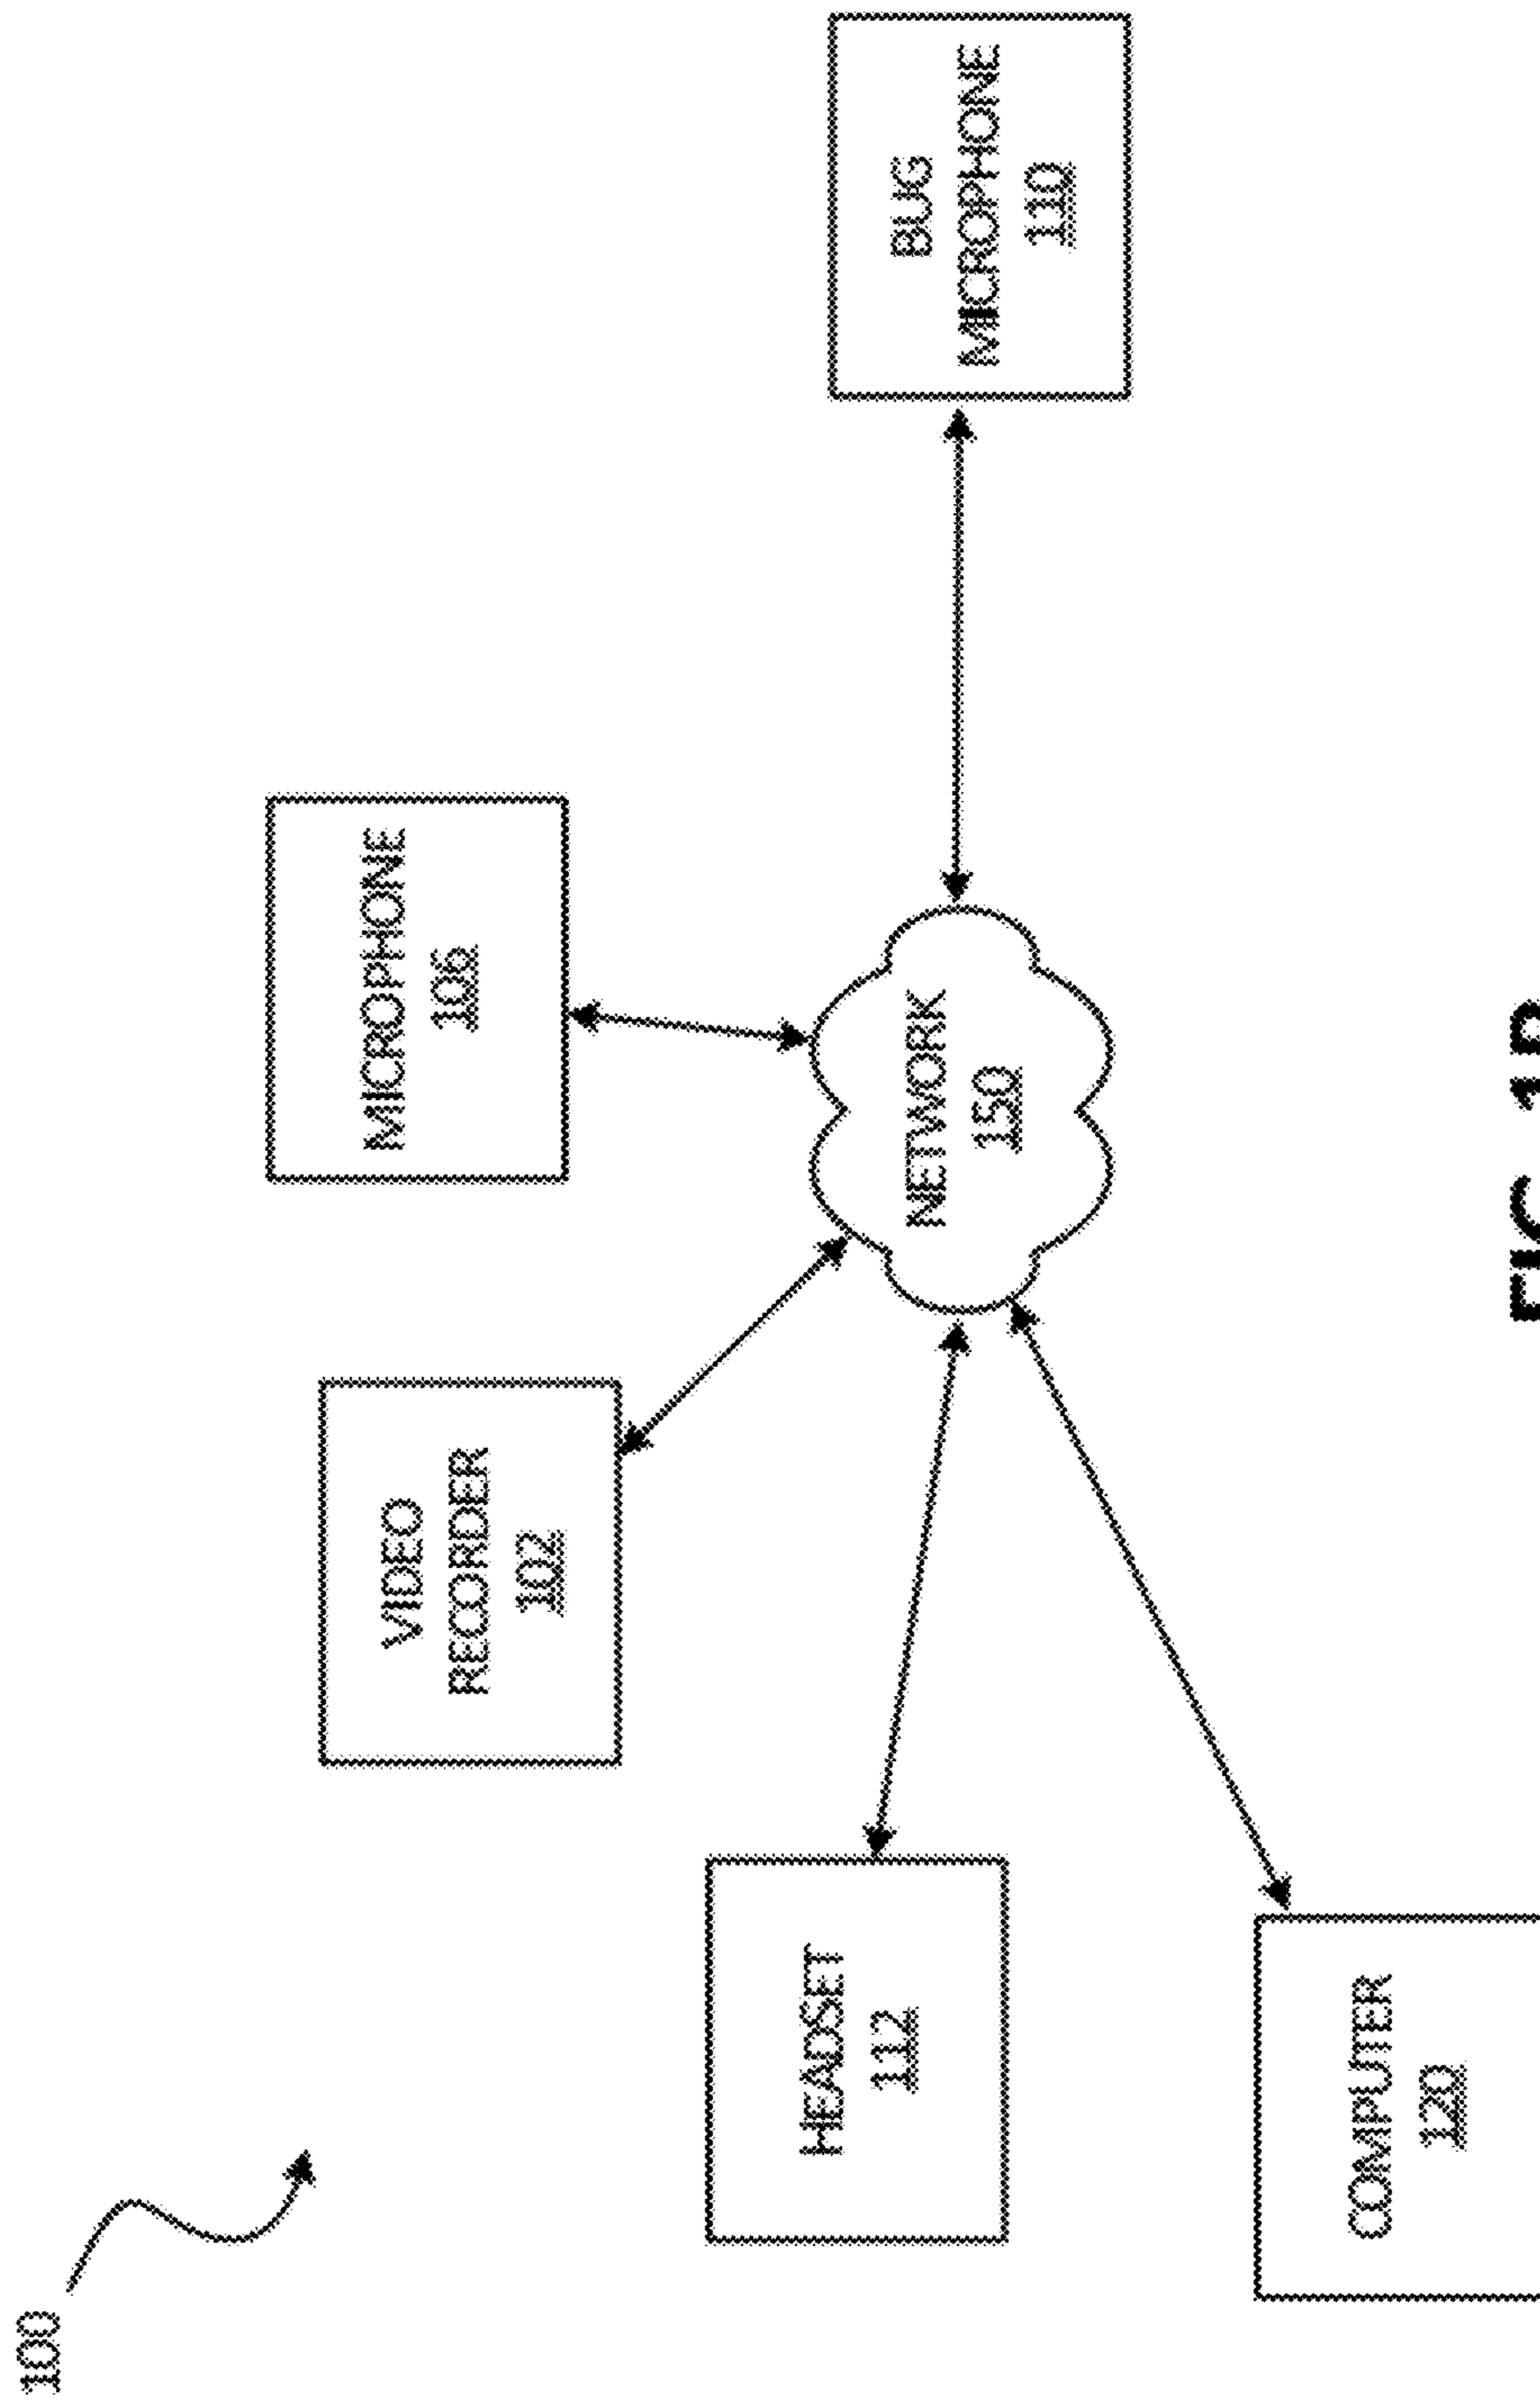 100
VIDEO
RECORDER
102
MICROPHONE
106
HEADSET
112
NETWORK
150
BUG
MICROPHONE
110
COMPUTER
120